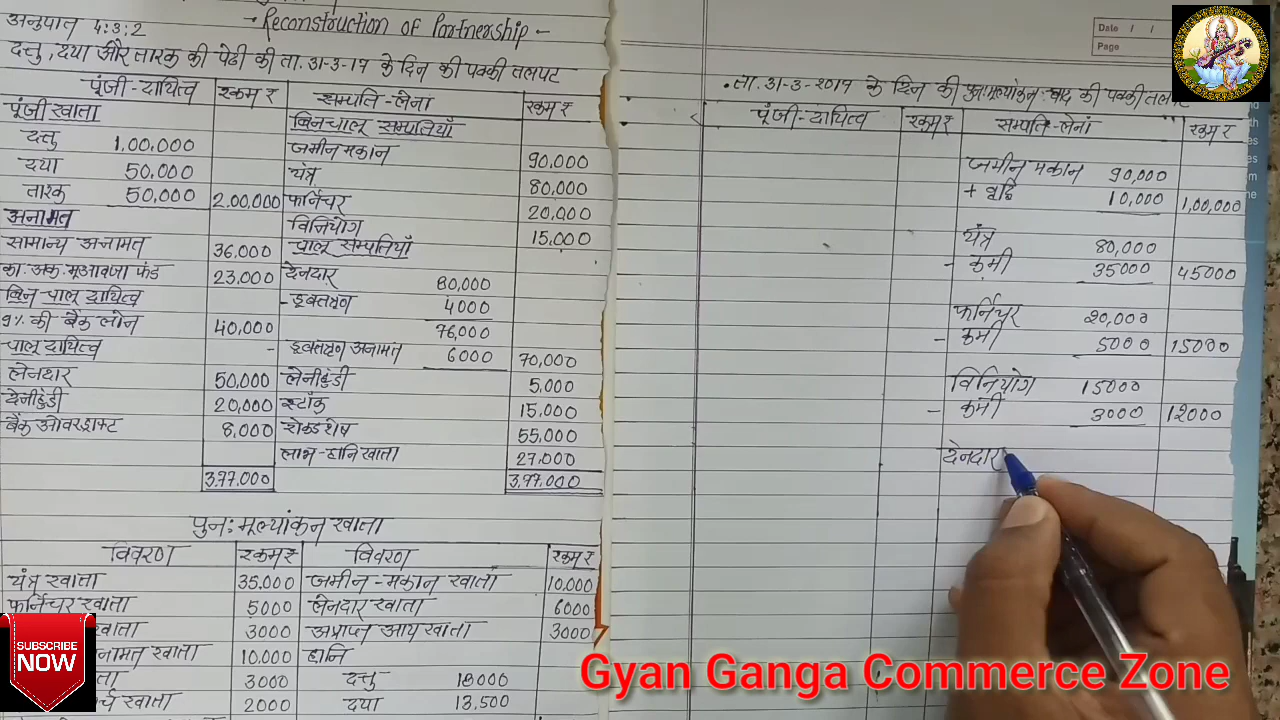 अनुपात 4:3:2
→ Reconstruction of Partnership -
दत्तु, दया और तारक की पेढी की ता. 31-3-17 के दिन की पक्की तलपट
पूंजी-दायित्व रकम ₹ सम्पति-लेना रकम ₹
पूंजी खाता बिनचालू सम्पतियाँ
दत्तु 1,00,000 जमीन मकान 90,000
दया 50,000 यंत्र 80,000
तारक 50,000 2,00,000 फर्निचर 20,000
अनामत विनियोग 15,000
सामान्य अनामत 36,000 चालू सम्पतियाँ
का.अक.मूआवजा फंड 23,000 देनदार 80,000
बिन चालू दायित्व - डूबतऋण 4000
9% की बैंक लोन 40,000 76,000
चालू दायित्व - डूबतऋण अनामत 6000 70,000
लेनदार 50,000 लेनीहुंडी 5,000
देनीहुंडी 20,000 स्टॉक 15,000
बैंक ओवरड्राफ्ट 8,000 रोकडशेष 55,000
लाभ-हानि खाता 27,000
3,77,000 3,77,000
पुनः मूल्यांकन खाता
विवरण रकम ₹ विवरण रकम ₹
यंत्र खाता 35,000 जमीन-मकान खाता 10,000
फर्निचर खाता 5000 लेनदार खाता 6000
खाता 3000 अप्राप्त आय खाता 3000
नामत खाता 10,000 हानि
ता 3000 दत्तु 18000
र्च खाता 2000 दया 13,500
Date / /
Page
ता. 31-3-2017 के दिन की पुनःमूल्यांकन बाद की पक्की तलपट
पूंजी-दायित्व रकम ₹ सम्पति-लेना रकम ₹
जमीन मकान 90,000
+ वृद्धि 10,000 1,00,000
यंत्र 80,000
- कमी 35000 45000
फर्निचर 20,000
- कमी 5000 15000
विनियोग 15000
- कमी 3000 12000
देनदार
SUBSCRIBE
NOW
Gyan Ganga Commerce Zone